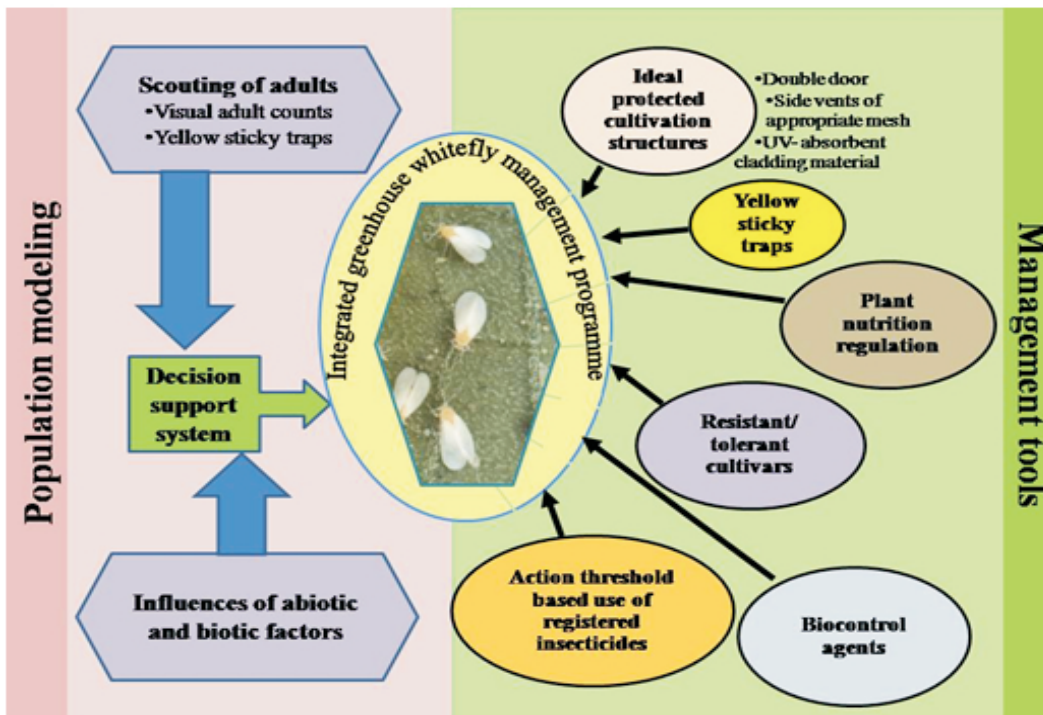 Population modeling
Scouting of adults
•Visual adult counts
•Yellow sticky traps
Decision
support
system
Influences of abiotic
and biotic factors
Integrated greenhouse whitefly management programme
Ideal
protected
cultivation
structures
•Double door
•Side vents of
appropriate mesh
•UV- absorbent
cladding material
Yellow
sticky
traps
Plant
nutrition
regulation
Resistant/
tolerant
cultivars
Biocontrol
agents
Action threshold
based use of
registered
insecticides
Management tools